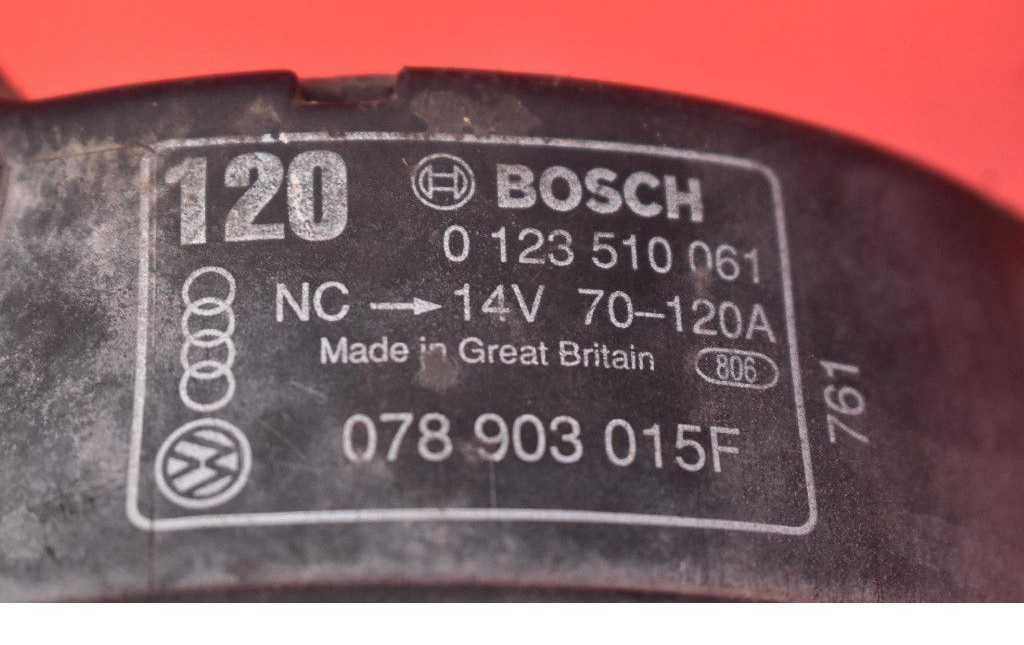 120
BOSCH
0 123 510 061
NC → 14V 70–120A
Made in Great Britain 806
078 903 015F
761